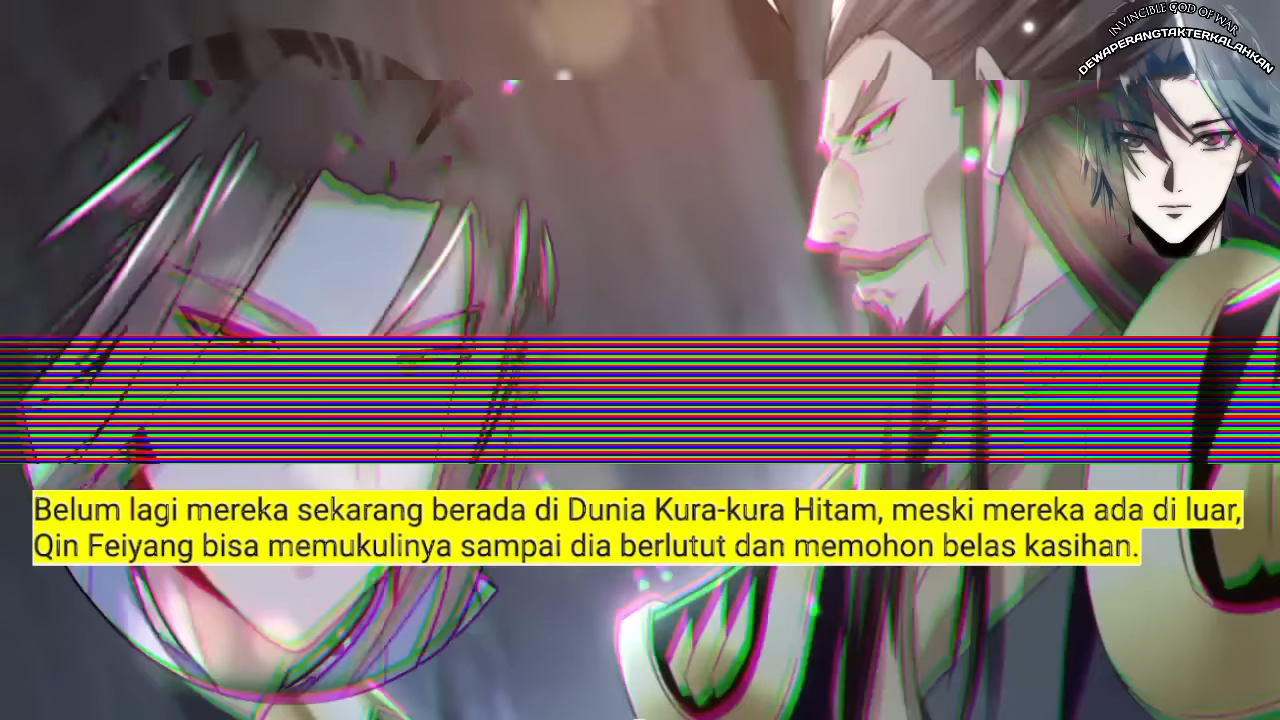 INVINCIBLE GOD OF WAR
DEWAPERANGTAKTERKALAHKAN
Belum lagi mereka sekarang berada di Dunia Kura-kura Hitam, meski mereka ada di luar,
Qin Feiyang bisa memukulinya sampai dia berlutut dan memohon belas kasihan.